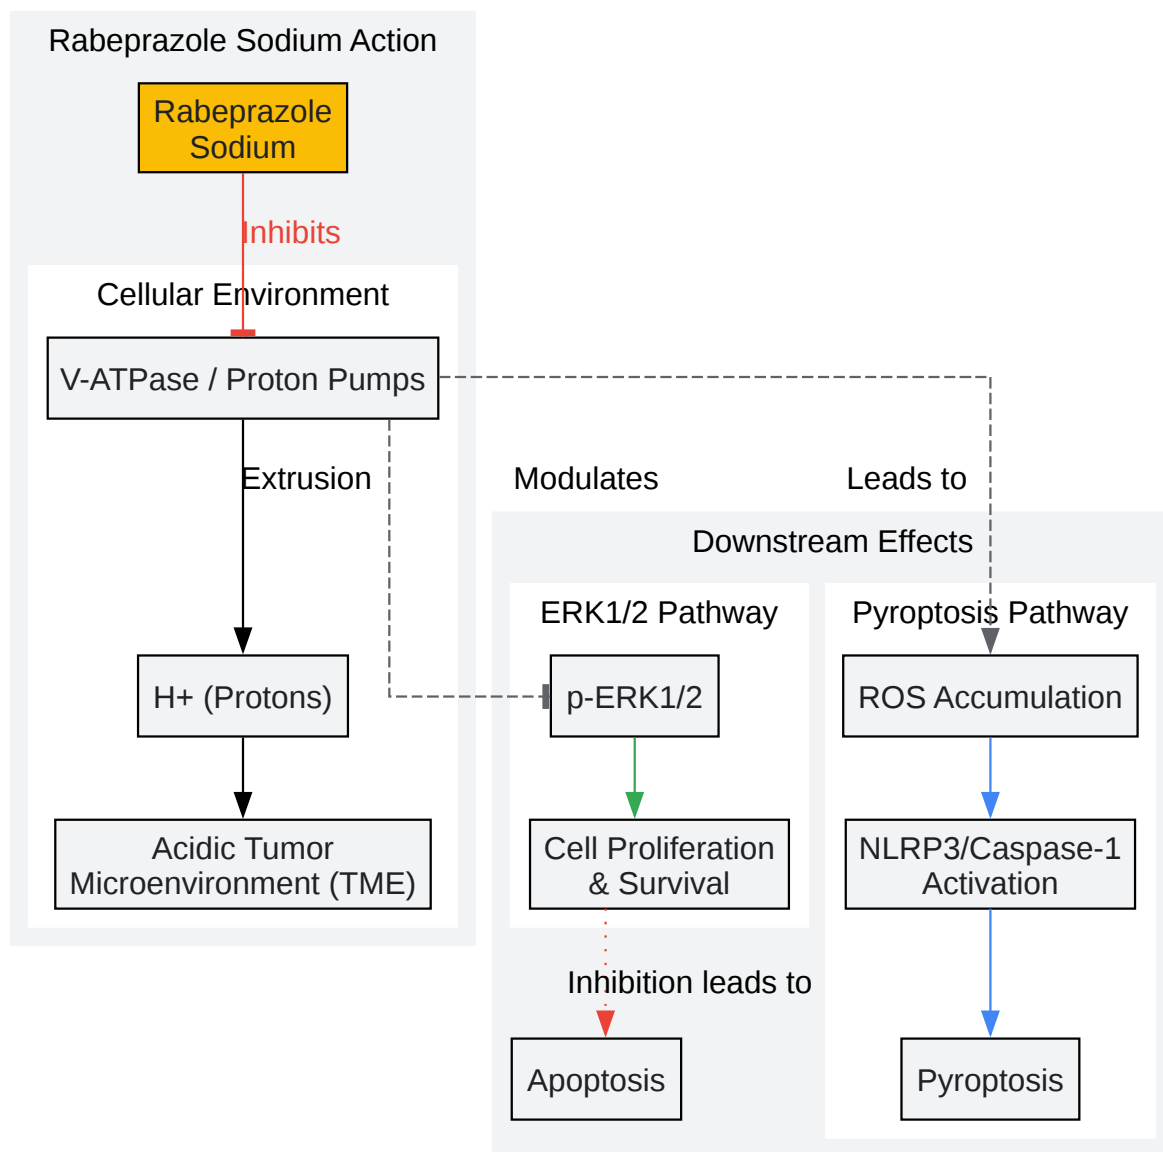 Rabeprazole Sodium Action
Rabeprazole
Sodium
Inhibits
Cellular Environment
V-ATPase / Proton Pumps
Extrusion
Modulates
Leads to
Downstream Effects
ERK1/2 Pathway
Pyroptosis Pathway
H+ (Protons)
p-ERK1/2
ROS Accumulation
Acidic Tumor
Microenvironment (TME)
Cell Proliferation
& Survival
NLRP3/Caspase-1
Activation
Inhibition leads to
Apoptosis
Pyroptosis